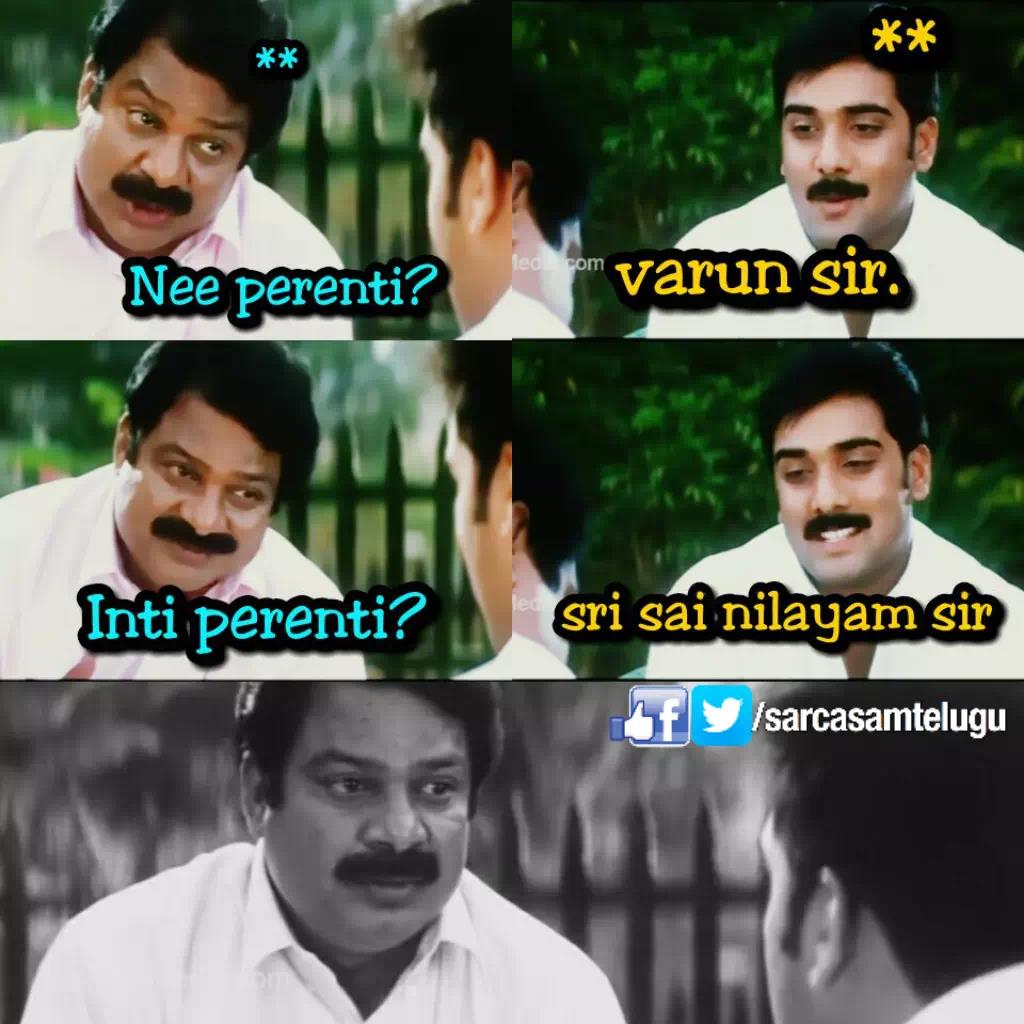 **
**
Nee perenti?
varun sir.
Inti perenti?
sri sai nilayam sir
f /sarcasamtelugu